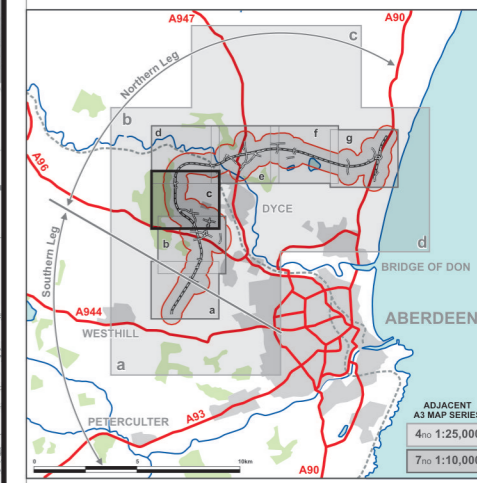 A947
A90
c
Northern Leg
b
d
f
g
A96
e
c
DYCE
b
d
Southern Leg
BRIDGE OF DON
a
A944
ABERDEEN
WESTHILL
a
ADJACENT
A3 MAP SERIES
PETERCULTER
A93
4no 1:25,000
0 5 10km
7no 1:10,000
A90